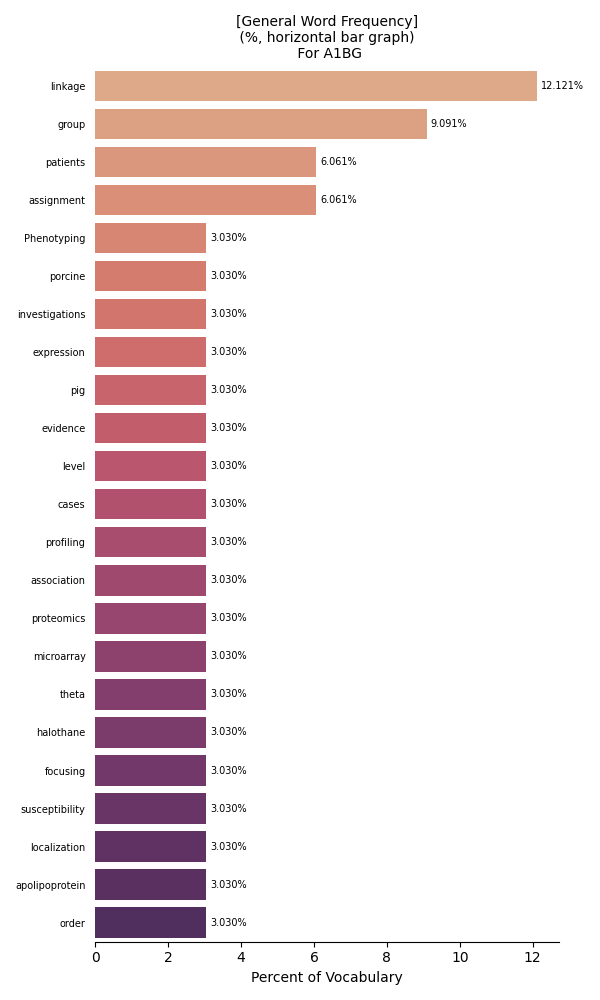 [General Word Frequency]
(%, horizontal bar graph)
For A1BG
linkage 12.121%
group 9.091%
patients 6.061%
assignment 6.061%
Phenotyping 3.030%
porcine 3.030%
investigations 3.030%
expression 3.030%
pig 3.030%
evidence 3.030%
level 3.030%
cases 3.030%
profiling 3.030%
association 3.030%
proteomics 3.030%
microarray 3.030%
theta 3.030%
halothane 3.030%
focusing 3.030%
susceptibility 3.030%
localization 3.030%
apolipoprotein 3.030%
order 3.030%
0 2 4 6 8 10 12
Percent of Vocabulary